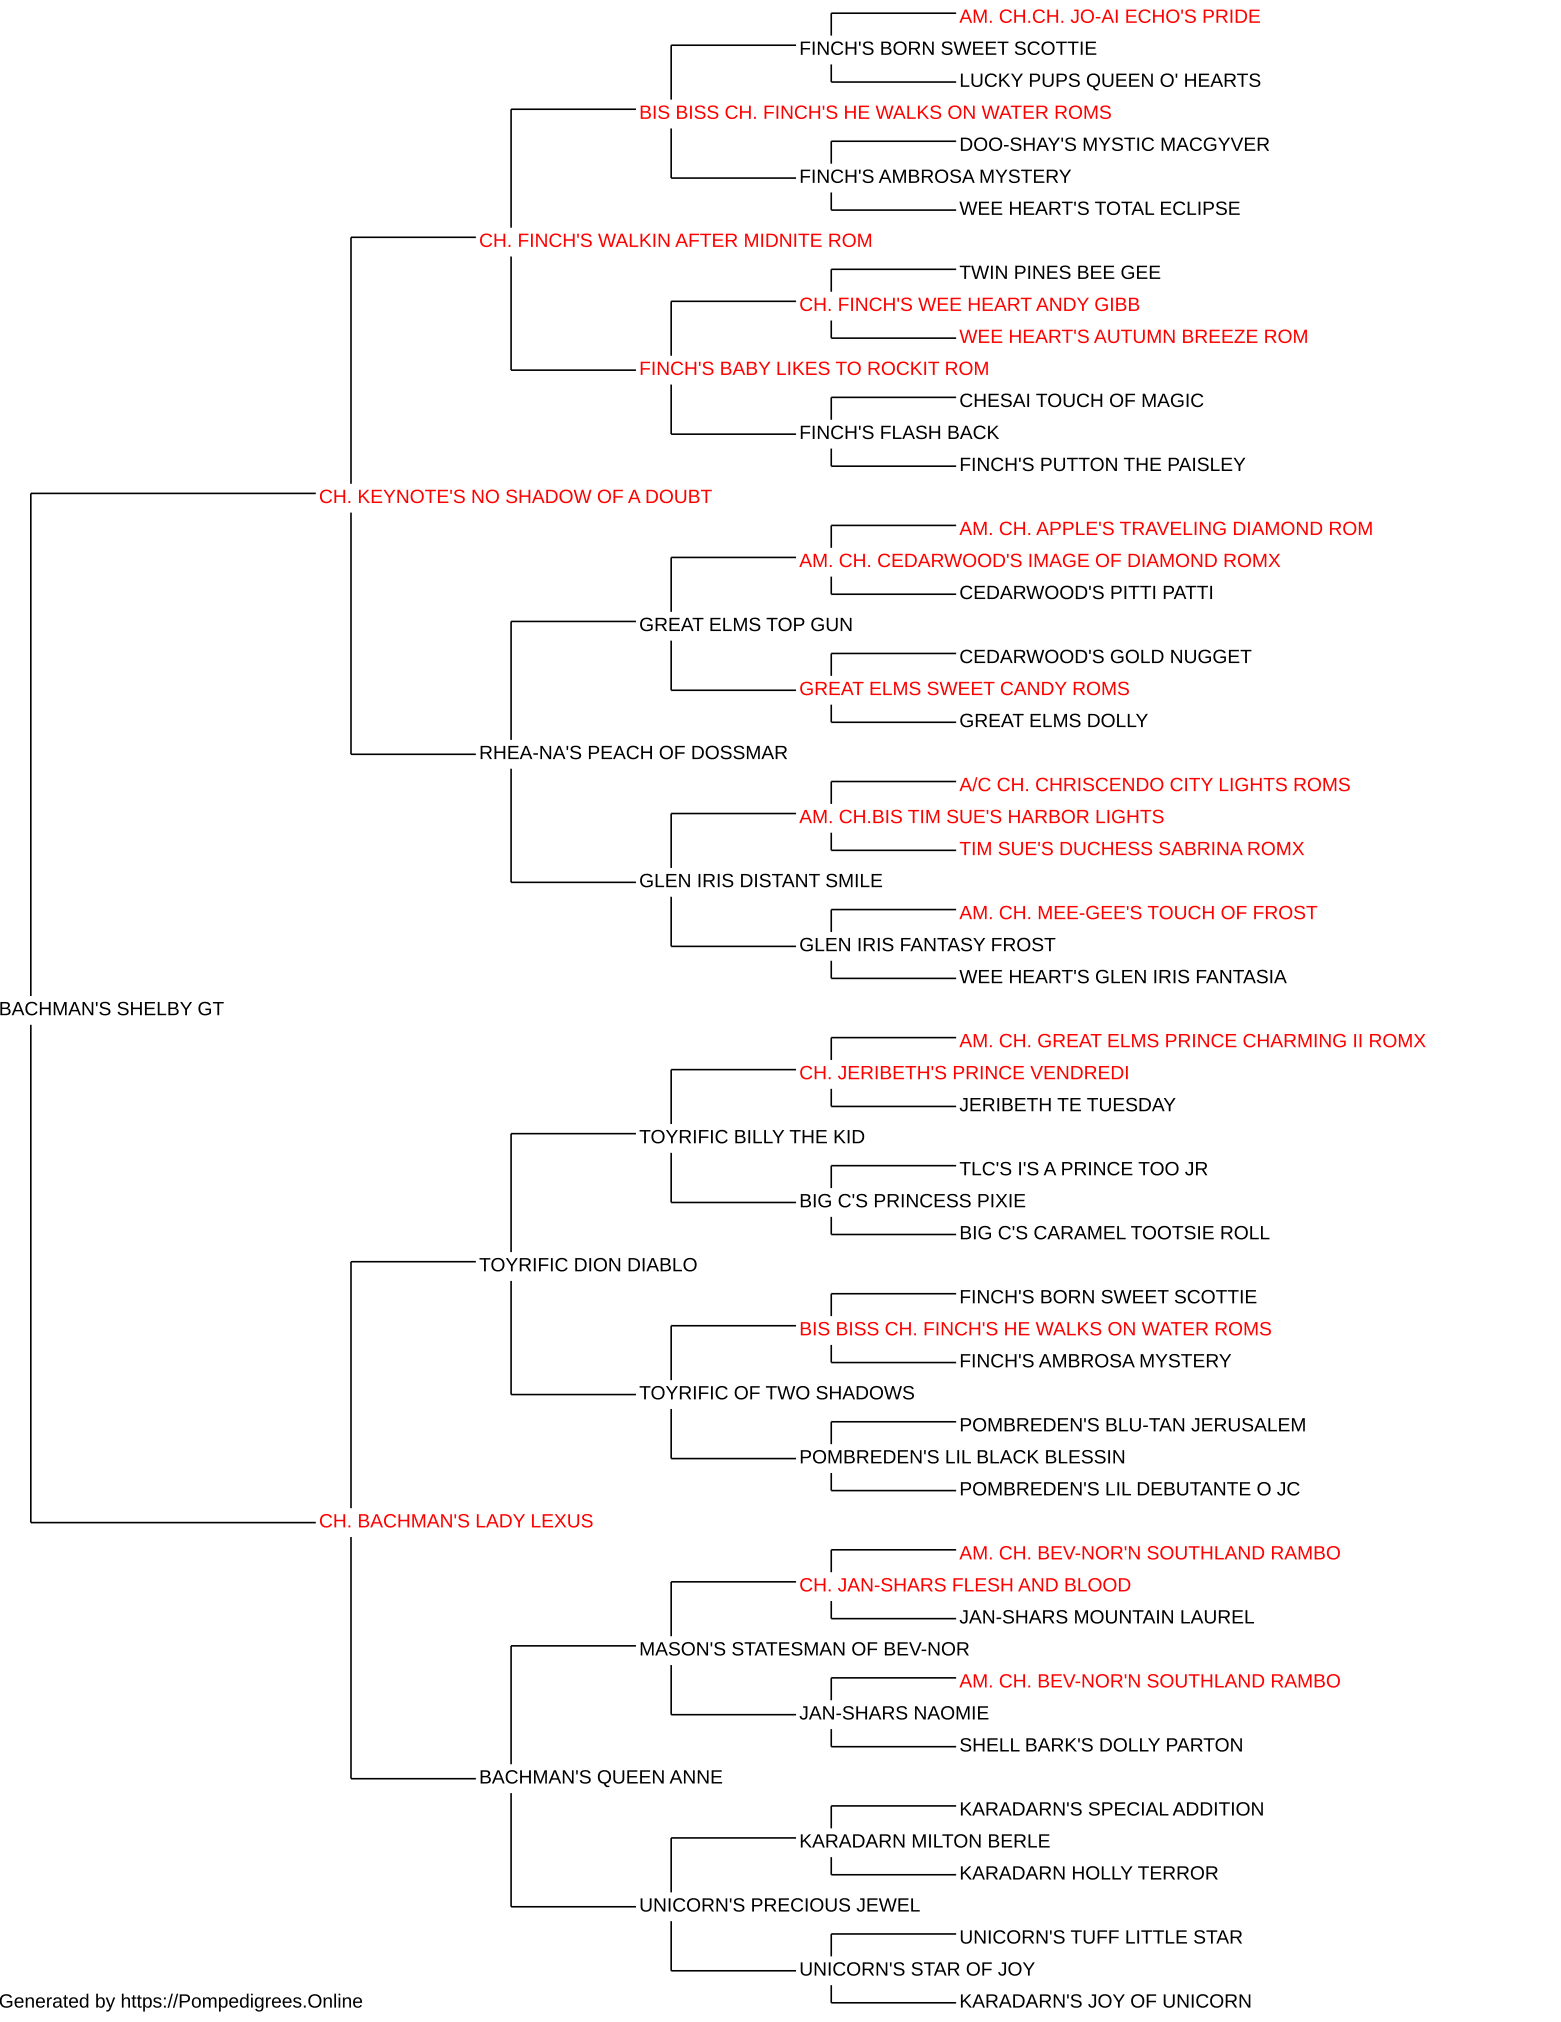 AM. CH.CH. JO-AI ECHO'S PRIDE
FINCH'S BORN SWEET SCOTTIE
LUCKY PUPS QUEEN O' HEARTS
BIS BISS CH. FINCH'S HE WALKS ON WATER ROMS
DOO-SHAY'S MYSTIC MACGYVER
FINCH'S AMBROSA MYSTERY
WEE HEART'S TOTAL ECLIPSE
CH. FINCH'S WALKIN AFTER MIDNITE ROM
TWIN PINES BEE GEE
CH. FINCH'S WEE HEART ANDY GIBB
WEE HEART'S AUTUMN BREEZE ROM
FINCH'S BABY LIKES TO ROCKIT ROM
CHESAI TOUCH OF MAGIC
FINCH'S FLASH BACK
FINCH'S PUTTON THE PAISLEY
CH. KEYNOTE'S NO SHADOW OF A DOUBT
AM. CH. APPLE'S TRAVELING DIAMOND ROM
AM. CH. CEDARWOOD'S IMAGE OF DIAMOND ROMX
CEDARWOOD'S PITTI PATTI
GREAT ELMS TOP GUN
CEDARWOOD'S GOLD NUGGET
GREAT ELMS SWEET CANDY ROMS
GREAT ELMS DOLLY
RHEA-NA'S PEACH OF DOSSMAR
A/C CH. CHRISCENDO CITY LIGHTS ROMS
AM. CH.BIS TIM SUE'S HARBOR LIGHTS
TIM SUE'S DUCHESS SABRINA ROMX
GLEN IRIS DISTANT SMILE
AM. CH. MEE-GEE'S TOUCH OF FROST
GLEN IRIS FANTASY FROST
WEE HEART'S GLEN IRIS FANTASIA
BACHMAN'S SHELBY GT
AM. CH. GREAT ELMS PRINCE CHARMING II ROMX
CH. JERIBETH'S PRINCE VENDREDI
JERIBETH TE TUESDAY
TOYRIFIC BILLY THE KID
TLC'S I'S A PRINCE TOO JR
BIG C'S PRINCESS PIXIE
BIG C'S CARAMEL TOOTSIE ROLL
TOYRIFIC DION DIABLO
FINCH'S BORN SWEET SCOTTIE
BIS BISS CH. FINCH'S HE WALKS ON WATER ROMS
FINCH'S AMBROSA MYSTERY
TOYRIFIC OF TWO SHADOWS
POMBREDEN'S BLU-TAN JERUSALEM
POMBREDEN'S LIL BLACK BLESSIN
POMBREDEN'S LIL DEBUTANTE O JC
CH. BACHMAN'S LADY LEXUS
AM. CH. BEV-NOR'N SOUTHLAND RAMBO
CH. JAN-SHARS FLESH AND BLOOD
JAN-SHARS MOUNTAIN LAUREL
MASON'S STATESMAN OF BEV-NOR
AM. CH. BEV-NOR'N SOUTHLAND RAMBO
JAN-SHARS NAOMIE
SHELL BARK'S DOLLY PARTON
BACHMAN'S QUEEN ANNE
KARADARN'S SPECIAL ADDITION
KARADARN MILTON BERLE
KARADARN HOLLY TERROR
UNICORN'S PRECIOUS JEWEL
UNICORN'S TUFF LITTLE STAR
UNICORN'S STAR OF JOY
KARADARN'S JOY OF UNICORN
Generated by https://Pompedigrees.Online